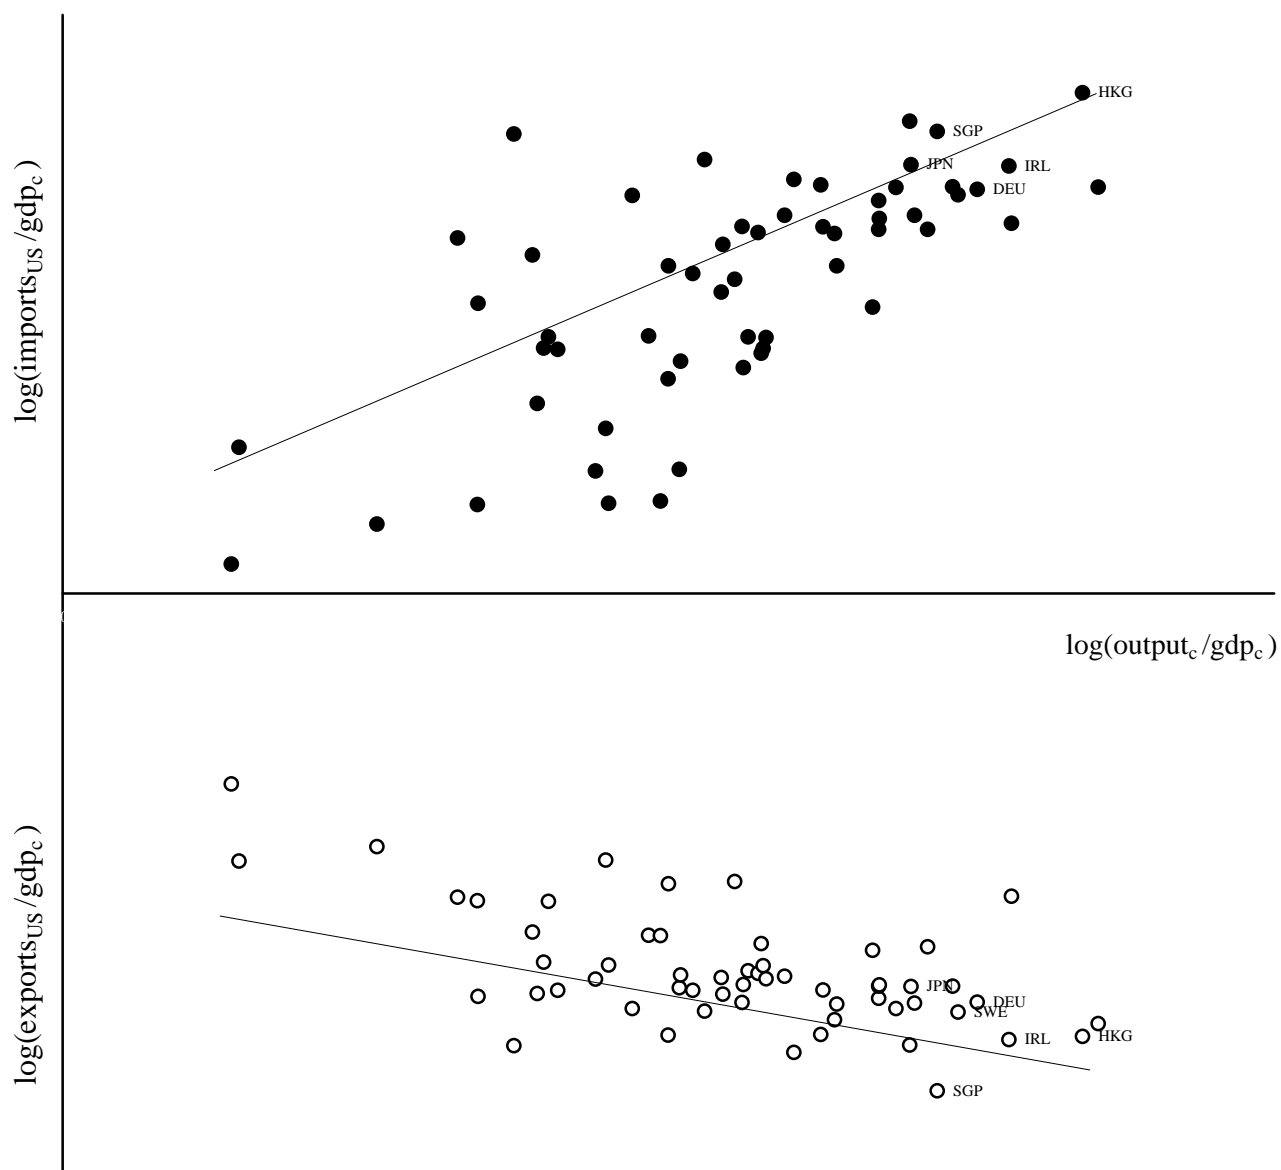 HKG
SGP
JPN
IRL
DEU
log(imports_US/gdp_c)
log(output_c/gdp_c)
log(exports_US/gdp_c)
JPN
DEU
SWE
IRL
HKG
SGP